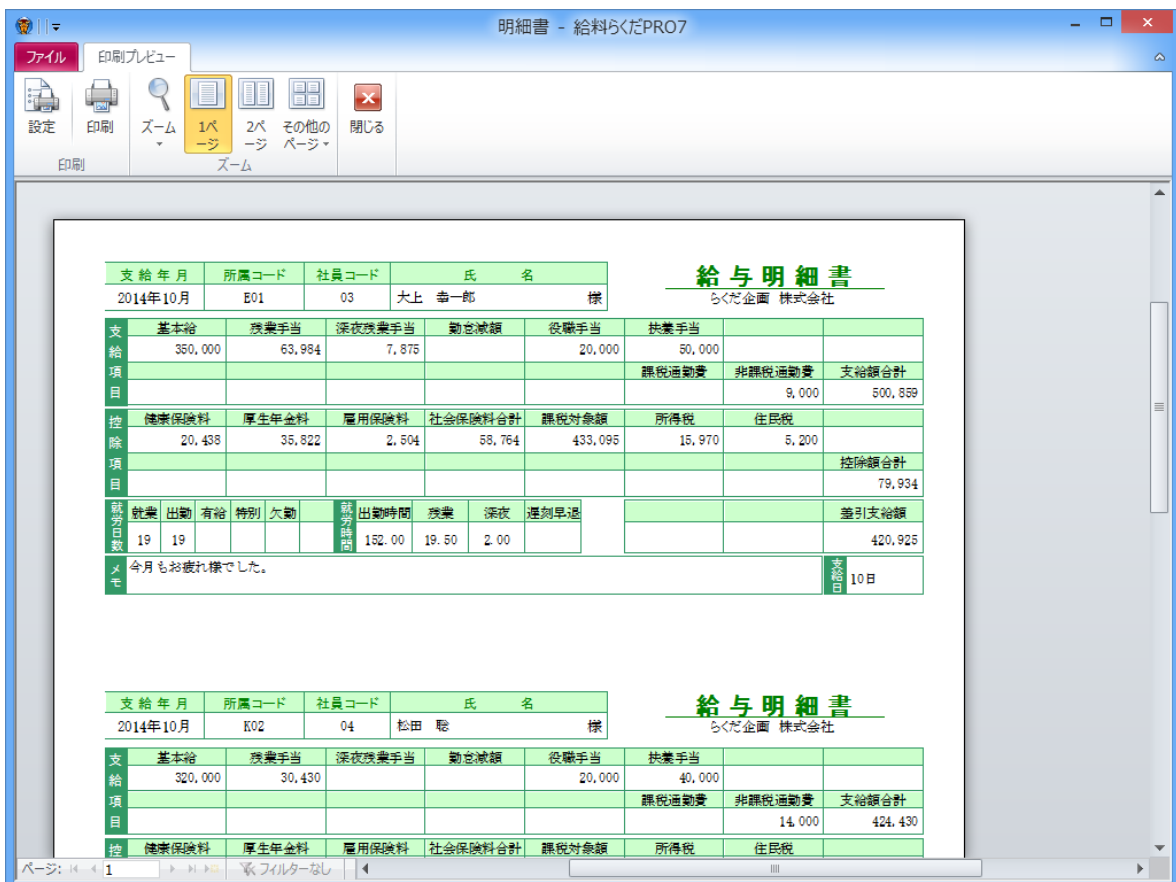 明細書 - 給料らくだPRO7
ファイル 印刷プレビュー
設定 印刷 ズーム 1ページ 2ページ その他のページ 閉じる
印刷 ズーム
支給年月 所属コード 社員コード 氏 名 給与明細書
2014年10月 E01 03 大上 幸一郎 様 らくだ企画 株式会社
支給項目 基本給 残業手当 深夜残業手当 勤怠減額 役職手当 扶養手当
350,000 63,984 7,875 20,000 50,000
課税通勤費 非課税通勤費 支給額合計
9,000 500,859
控除項目 健康保険料 厚生年金料 雇用保険料 社会保険料合計 課税対象額 所得税 住民税
20,438 35,822 2,504 58,764 433,095 15,970 5,200
控除額合計
79,934
就労日数 就業 出勤 有給 特別 欠勤 就労時間 出勤時間 残業 深夜 遅刻早退 差引支給額
19 19 152.00 19.50 2.00 420,925
メモ 今月もお疲れ様でした。 支給日 10日
支給年月 所属コード 社員コード 氏 名 給与明細書
2014年10月 K02 04 松田 聡 様 らくだ企画 株式会社
支給項目 基本給 残業手当 深夜残業手当 勤怠減額 役職手当 扶養手当
320,000 30,430 20,000 40,000
課税通勤費 非課税通勤費 支給額合計
14,000 424,430
控 健康保険料 厚生年金料 雇用保険料 社会保険料合計 課税対象額 所得税 住民税
ページ: 1 フィルターなし